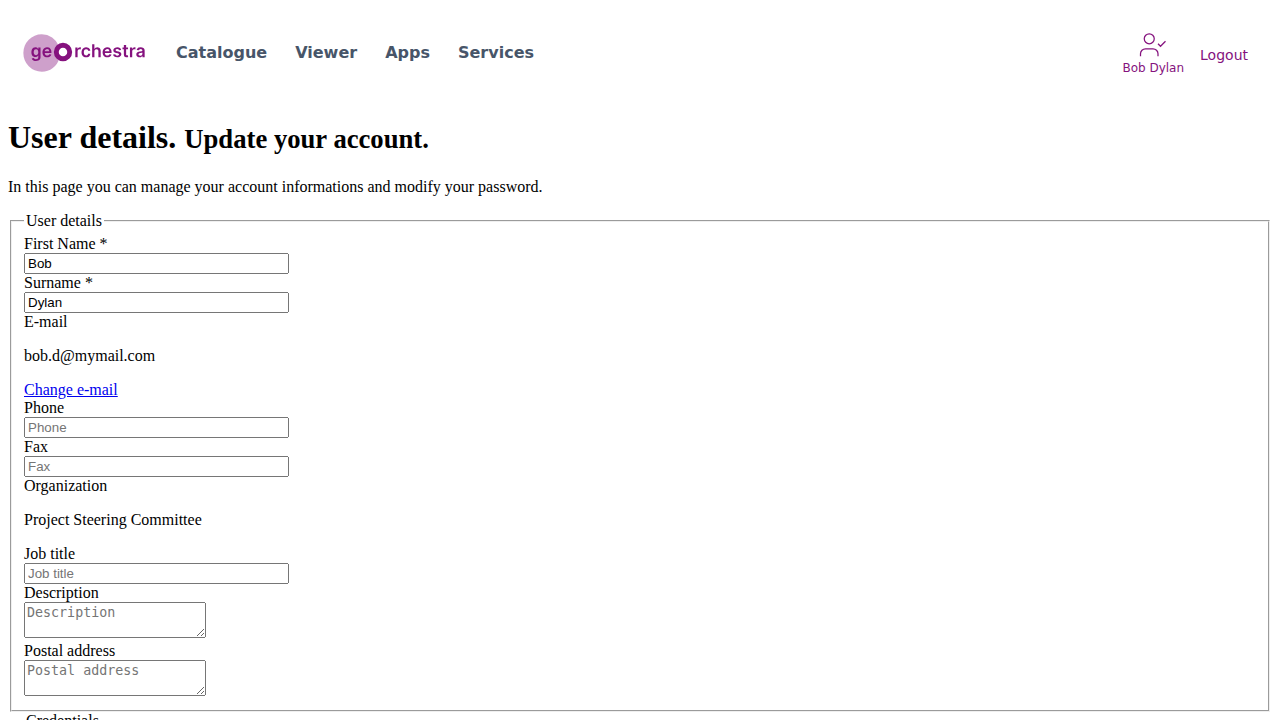 geOrchestra Catalogue Viewer Apps Services
Bob Dylan
Logout
User details. Update your account.
In this page you can manage your account informations and modify your password.
User details
First Name *
Bob
Surname *
Dylan
E-mail
bob.d@mymail.com
Change e-mail
Phone
Phone
Fax
Fax
Organization
Project Steering Committee
Job title
Job title
Description
Description
Postal address
Postal address
Credentials